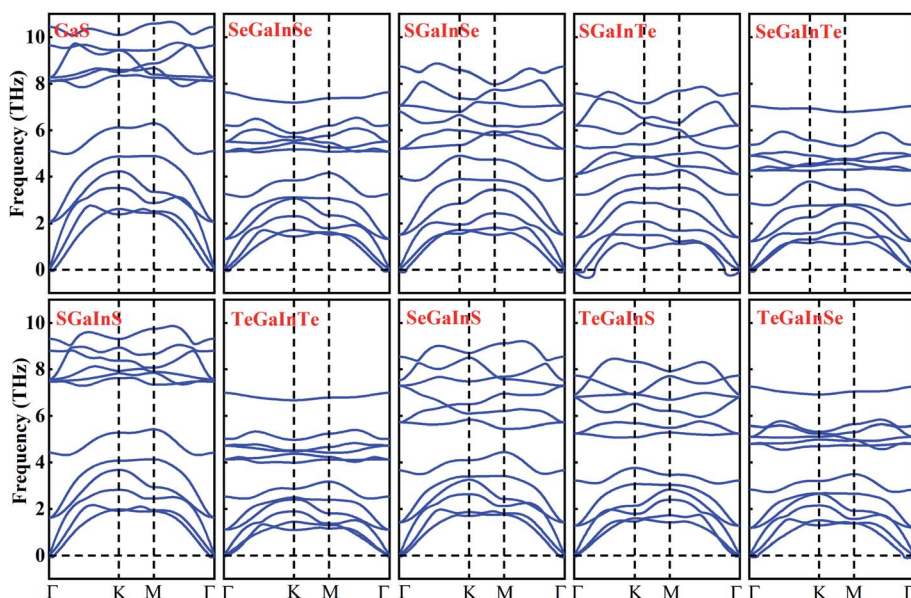 GaS
SeGaInSe
SGaInSe
SGaInTe
SeGaInTe
Frequency (THz)
10
8
6
4
2
0
SGaInS
TeGaInTe
SeGaInS
TeGaInS
TeGaInSe
Frequency (THz)
10
8
6
4
2
0
Γ K M Γ Γ K M Γ Γ K M Γ Γ K M Γ Γ K M Γ